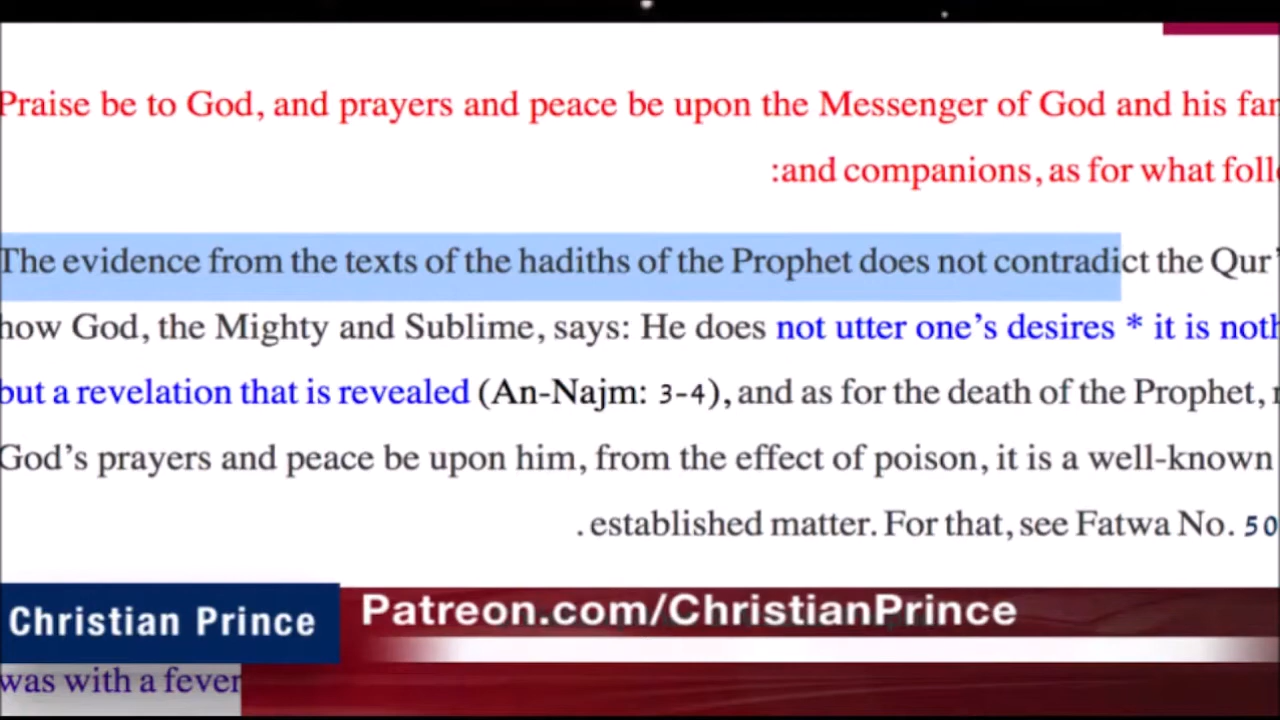 Praise be to God, and prayers and peace be upon the Messenger of God and his
:and companions, as for what
The evidence from the texts of the hadiths of the Prophet does not contradict the
how God, the Mighty and Sublime, says: He does not utter one's desires * it is
but a revelation that is revealed (An-Najm: 3-4), and as for the death of the Prophet,
God's prayers and peace be upon him, from the effect of poison, it is a well-known
. established matter. For that, see Fatwa No. 50
Christian Prince
Patreon.com/ChristianPrince
was with a fever